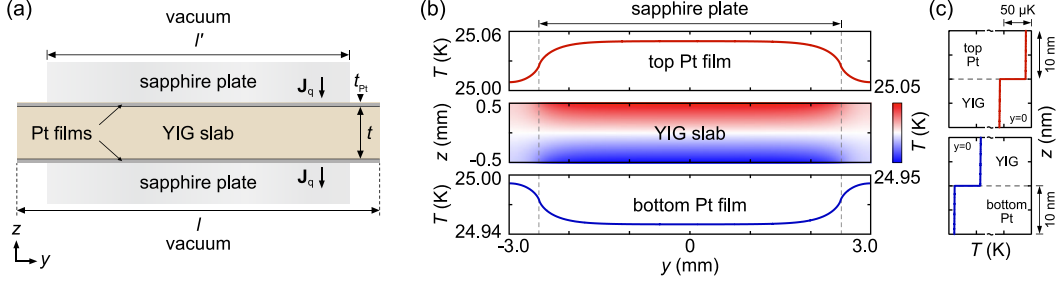 (a)
vacuum
l'
sapphire plate
J_q
t_Pt
Pt films
YIG slab
t
sapphire plate
J_q
l
vacuum
z
y
(b)
sapphire plate
25.06
T (K)
top Pt film
25.00
25.05
0.5
z (mm)
YIG slab
T (K)
-0.5
24.95
25.00
T (K)
bottom Pt film
24.94
-3.0
0
3.0
y (mm)
(c)
50 µK
top
Pt
10 nm
YIG
y=0
z (nm)
y=0
YIG
bottom
Pt
10 nm
T (K)